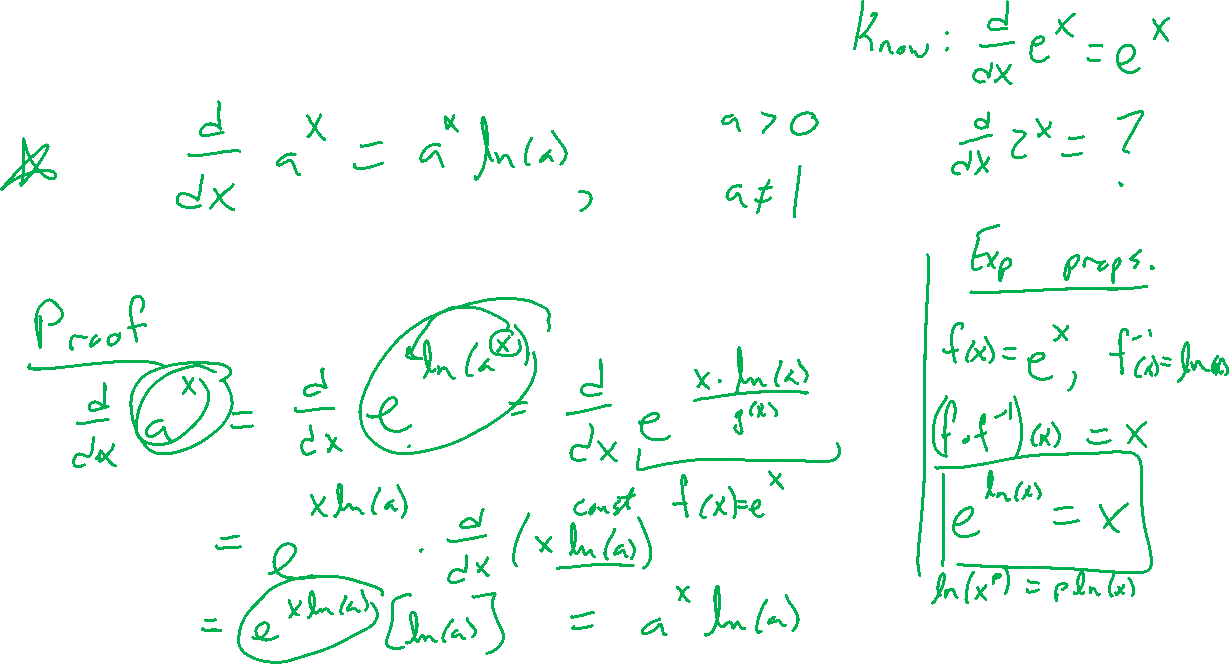 Know: d/dx e^x = e^x
d/dx a^x = a^x ln(a), a > 0
a ≠ 1
d/dx 2^x = ?
Proof
d/dx a^x = d/dx e^(ln(a^x)) = d/dx e^(x · ln(a))
g(x)
const f(x)=e^x
= e^(x ln(a)) · d/dx (x ln(a))
= e^(x ln(a)) [ln(a)] = a^x ln(a)
Exp props.
f(x) = e^x, f^-1(x) = ln(x)
(f∘f^-1)(x) = x
e^(ln(x)) = x
ln(x^p) = p ln(x)